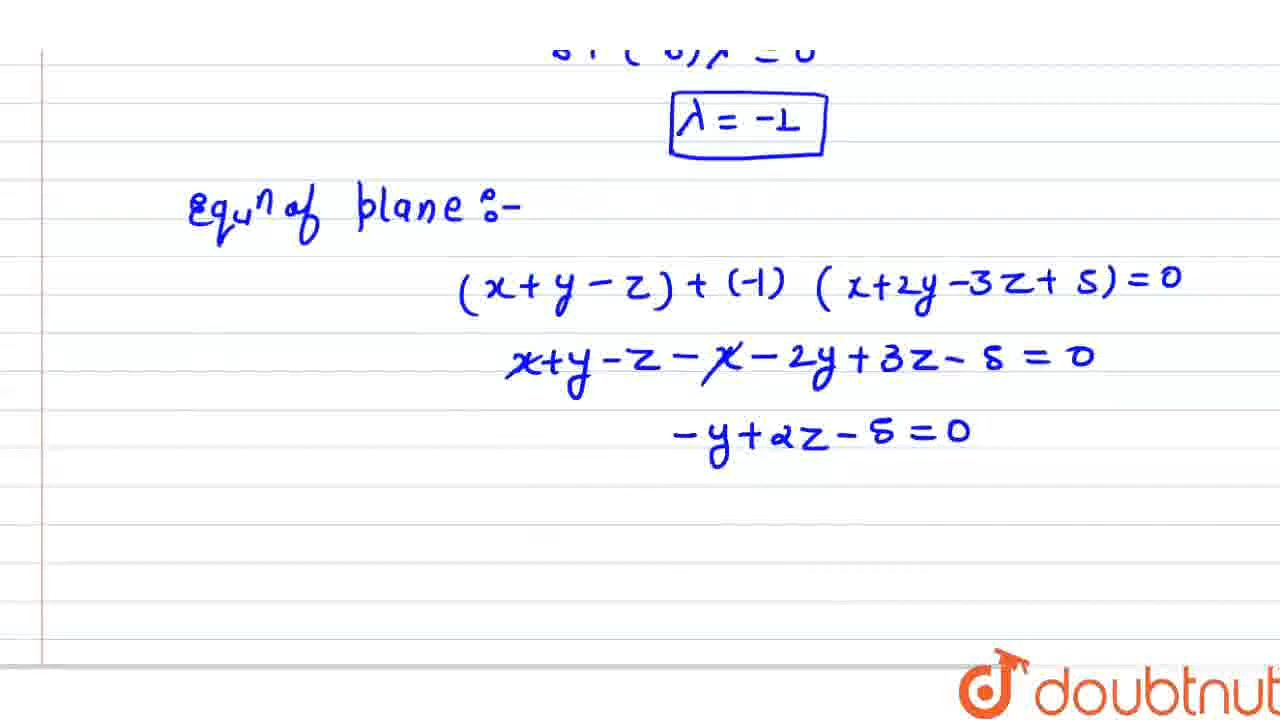 λ = -1
Equⁿ of plane :-
(x + y - z) + (-1) (x + 2y - 3z + 5) = 0
x + y - z - x - 2y + 3z - 5 = 0
-y + 2z - 5 = 0
doubtnut